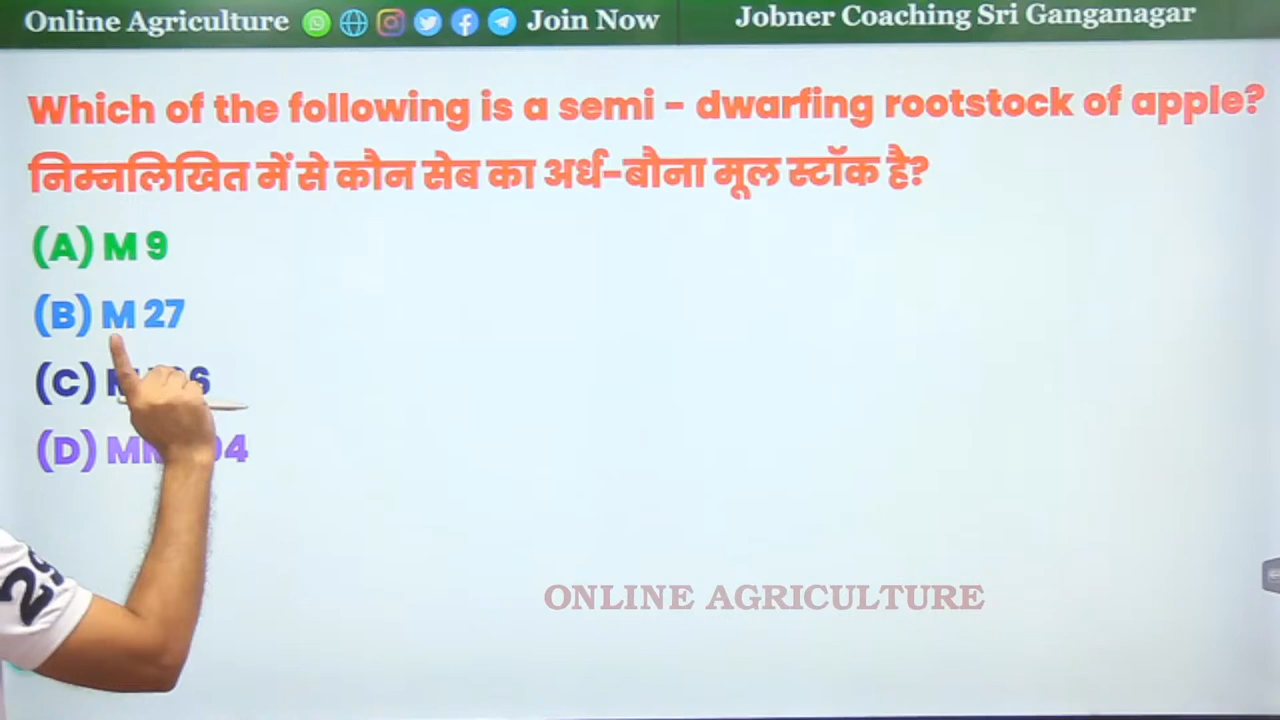 Online Agriculture Join Now Jobner Coaching Sri Ganganagar
Which of the following is a semi - dwarfing rootstock of apple?
निम्नलिखित में से कौन सेब का अर्ध-बौना मूल स्टॉक है?
(A) M 9
(B) M 27
(C)
(D)
29
ONLINE AGRICULTURE